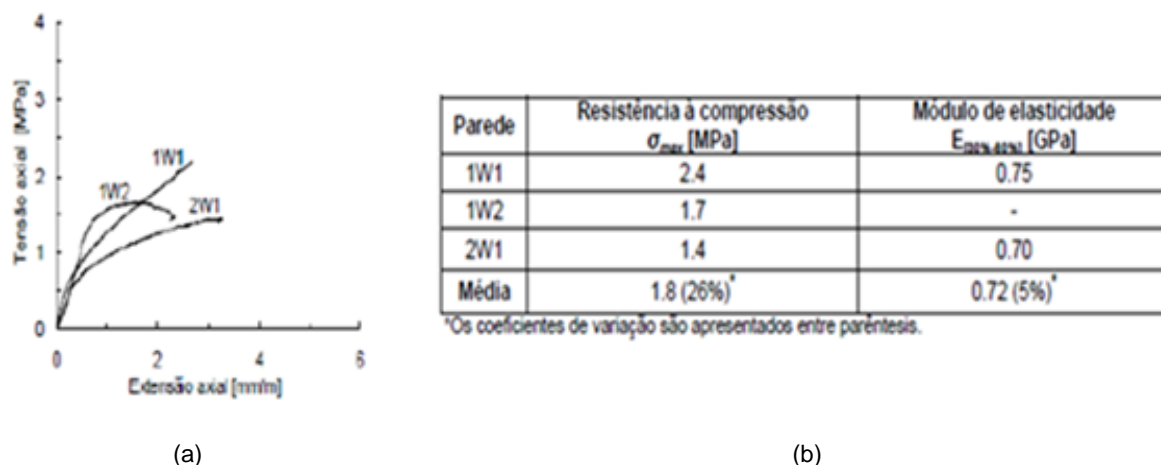 4
3
2
1
0
Tensão axial [MPa]
1W1
1W2
2W1
0 2 4 6
Extensão axial [mm/m]
(a)
Parede Resistência à compressão σmax [MPa] Módulo de elasticidade [GPa]
1W1 2.4 0.75
1W2 1.7 -
2W1 1.4 0.70
Média 1.8 (26%)* 0.72 (5%)*
*Os coeficientes de variação são apresentados entre parêntesis.
(b)